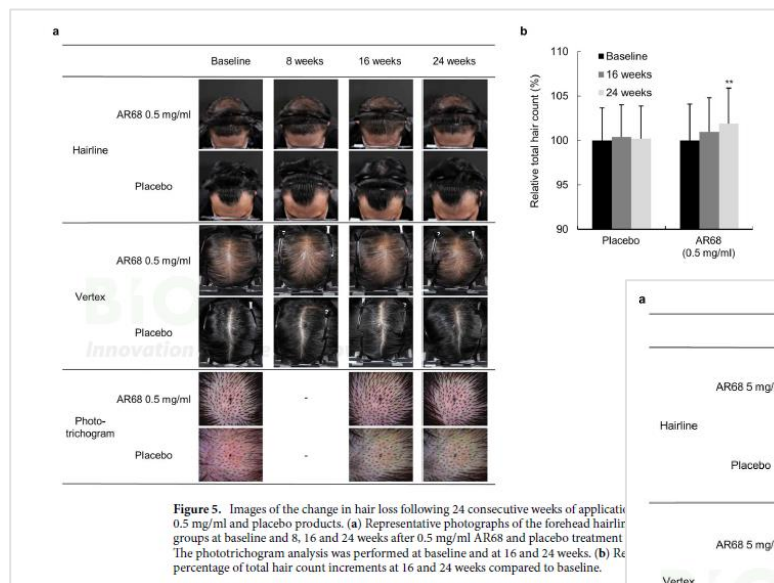 a
Baseline 8 weeks 16 weeks 24 weeks
AR68 0.5 mg/ml
Hairline
Placebo
AR68 0.5 mg/ml
Vertex
Placebo
AR68 0.5 mg/ml
-
Photo-
trichogram
Placebo
-
BiO
Innovation
b
Relative total hair count (%)
110
105
100
95
90
Baseline
16 weeks
24 weeks
**
Placebo
AR68
(0.5 mg/ml)
Figure 5. Images of the change in hair loss following 24 consecutive weeks of
0.5 mg/ml and placebo products. (a) Representative photographs of the forehead
groups at baseline and 8, 16 and 24 weeks after 0.5 mg/ml AR68 and placebo treatment
The phototrichogram analysis was performed at baseline and at 16 and 24 weeks. (b)
percentage of total hair count increments at 16 and 24 weeks compared to baseline.
a
AR68 5 mg/
Hairline
Placebo
AR68 5 mg/
Vertex